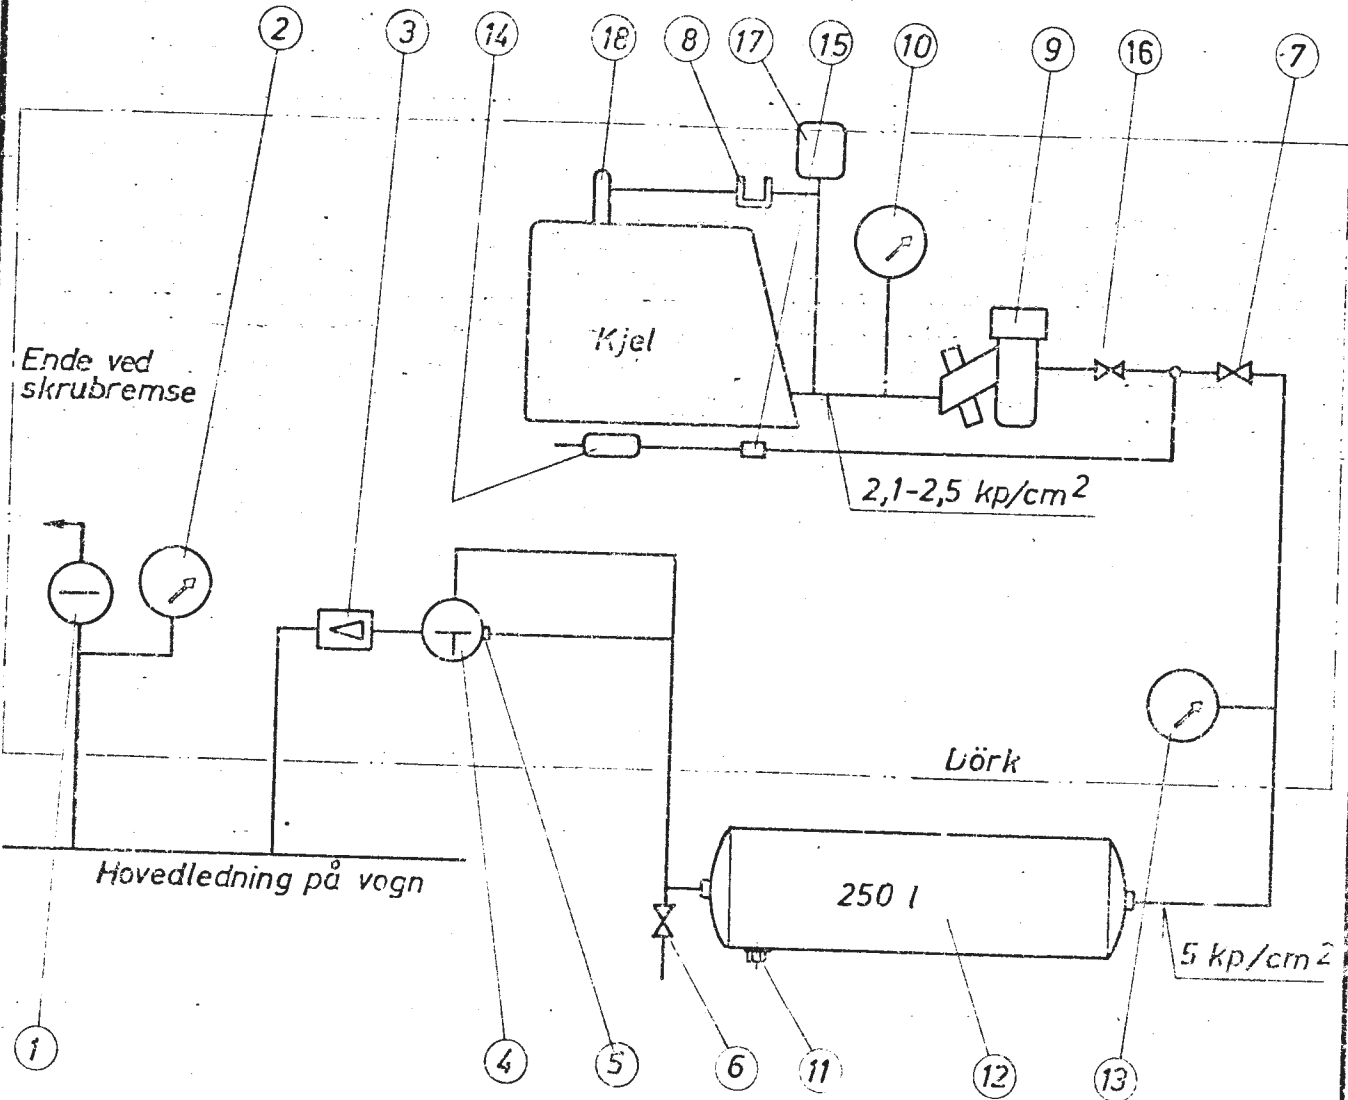 2
3
14
18
8
17
15
10
9
16
7
Kjel
Ende ved
skrubremse
2,1-2,5 kp/cm2
Dörk
Hovedledning på vogn
250 l
5 kp/cm2
1
4
5
6
11
12
13